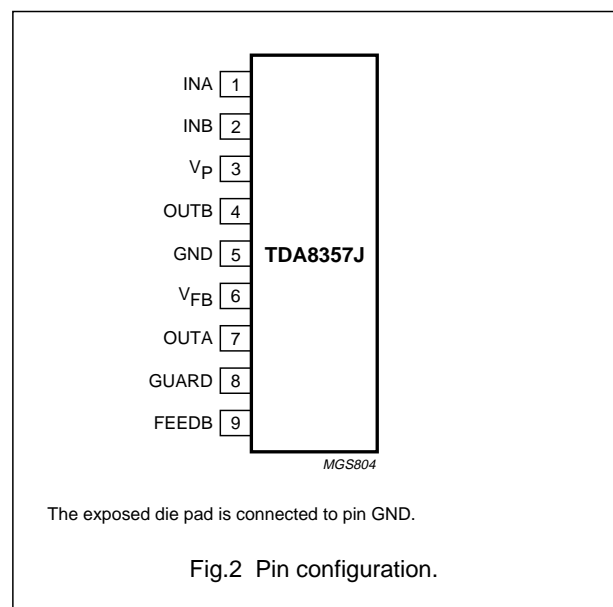 INA 1
INB 2
VP 3
OUTB 4
GND 5 TDA8357J
VFB 6
OUTA 7
GUARD 8
FEEDB 9
MGS804
The exposed die pad is connected to pin GND.
Fig.2 Pin configuration.